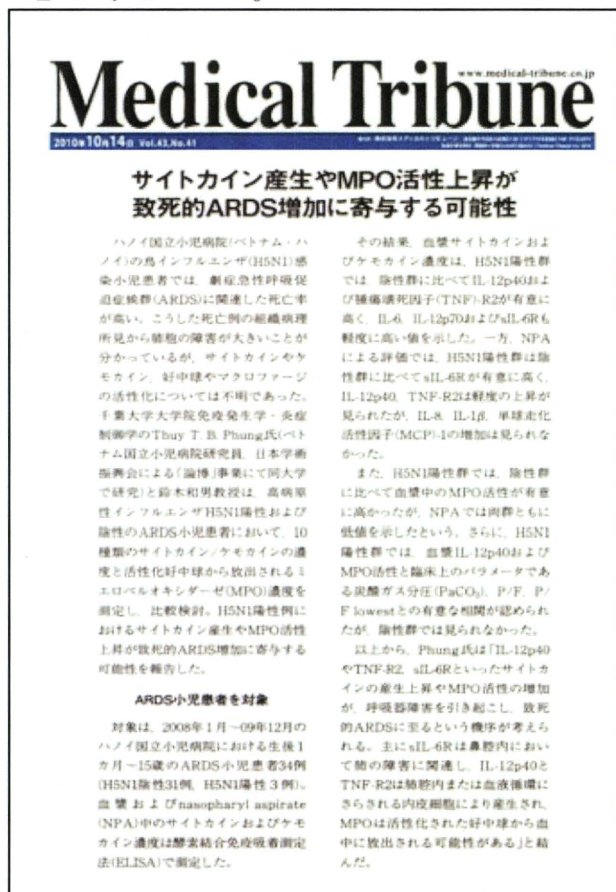 www.medical-tribune.co.jp
Medical Tribune
2010年10月14日 Vol.43,No.41
サイトカイン産生やMPO活性上昇が
致死的ARDS増加に寄与する可能性
ハノイ国立小児病院(ベトナム・ハ
ノイ)の鳥インフルエンザ(H5N1)感
染小児患者では，劇症急性呼吸促
迫症候群(ARDS)に関連した死亡率
が高い。こうした死亡例の組織病理
所見から肺胞の障害が大きいことが
分かっているが，サイトカインやケ
モカイン，好中球やマクロファージ
の活性化については不明であった。
千葉大学大学院免疫発生学・炎症
制御学のThuy T. B. Phung氏(ベト
ナム国立小児病院研究員，日本学術
振興会による「論博」事業にて同大学
で研究)と鈴木和男教授は，高病原
性インフルエンザH5N1陽性および
陰性のARDS小児患者において，10
種類のサイトカイン/ケモカインの濃
度と活性化好中球から放出されるミ
エロペルオキシダーゼ(MPO)濃度を
測定し，比較検討。H5N1陽性例に
おけるサイトカイン産生やMPO活性
上昇が致死的ARDS増加に寄与する
可能性を報告した。
ARDS小児患者を対象
対象は，2008年1月～09年12月の
ハノイ国立小児病院における生後1
カ月～15歳のARDS小児患者34例
(H5N1陰性31例，H5N1陽性3例)。
血漿およびnasopharyl aspirate
(NPA)中のサイトカインおよびケモ
カイン濃度は酵素結合免疫吸着測定
法(ELISA)で測定した。
その結果，血漿サイトカインおよ
びケモカイン濃度は，H5N1陽性群
では，陰性群に比べてIL-12p40およ
び腫瘍壊死因子(TNF)-R2が有意に
高く，IL-6，IL-12p70およびsIL-6Rも
軽度に高い値を示した。一方，NPA
による評価では，H5N1陽性群は陰
性群に比べてsIL-6Rが有意に高く，
IL-12p40，TNF-R2は軽度の上昇が
見られたが，IL-8，IL-1β，単球走化
活性因子(MCP)-1の増加は見られな
かった。
また，H5N1陽性群では，陰性群
に比べて血漿中のMPO活性が有意
に高かったが，NPAでは両群ともに
低値を示したという。さらに，H5N1
陽性群では，血漿IL-12p40および
MPO活性と臨床上のパラメータであ
る炭酸ガス分圧(PaCO₂)，P/F，P/
F lowestとの有意な相関が認められ
たが，陰性群では見られなかった。
以上から，Phung氏は「IL-12p40
やTNF-R2，sIL-6Rといったサイトカ
インの産生上昇やMPO活性の増加
が，呼吸器障害を引き起こし，致死
的ARDSに至るという機序が考えら
れる。主にsIL-6Rは鼻腔内におい
て肺の障害に関連し，IL-12p40と
TNF-R2は肺腔内または血液循環に
さらされる内皮細胞により産生され，
MPOは活性化された好中球から血
中に放出される可能性がある」と結
んだ。